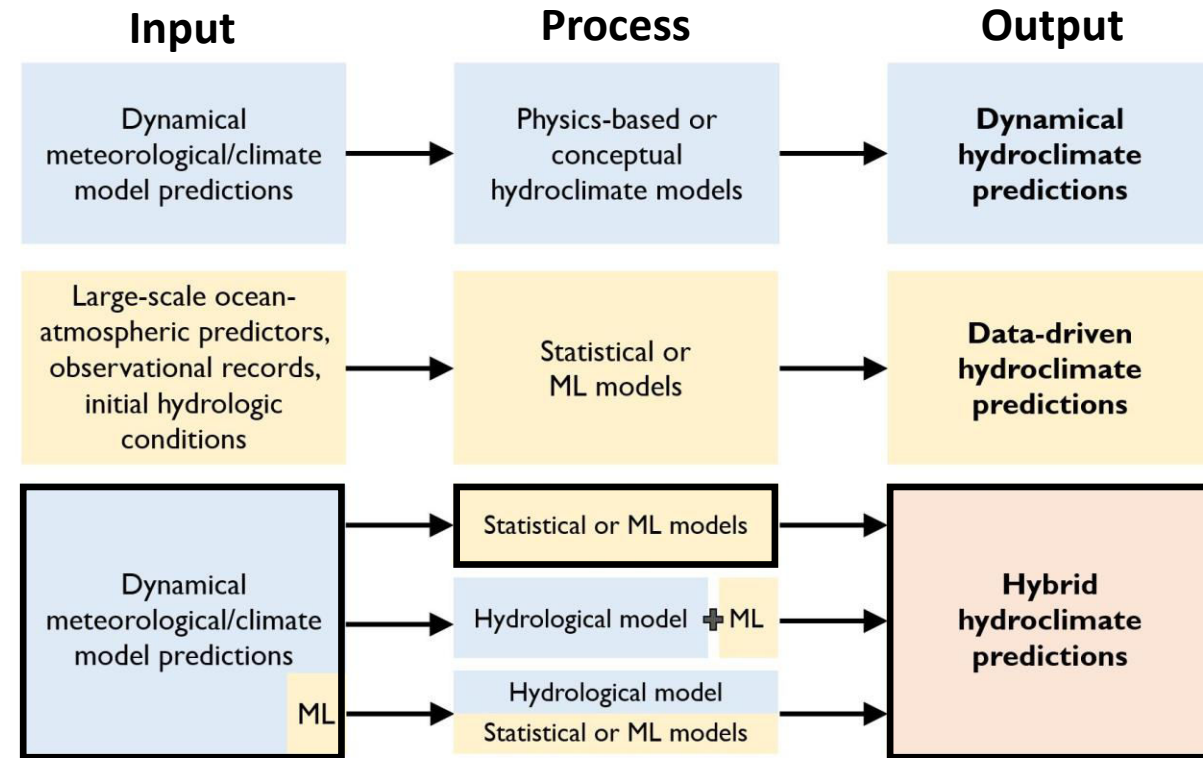 Input
Process
Output
Dynamical
meteorological/climate
model predictions
Physics-based or
conceptual
hydroclimate models
Dynamical
hydroclimate
predictions
Large-scale ocean-
atmospheric predictors,
observational records,
initial hydrologic
conditions
Statistical or
ML models
Data-driven
hydroclimate
predictions
Dynamical
meteorological/climate
model predictions
ML
Statistical or ML models
Hydrological model + ML
Hydrological model
Statistical or ML models
Hybrid
hydroclimate
predictions